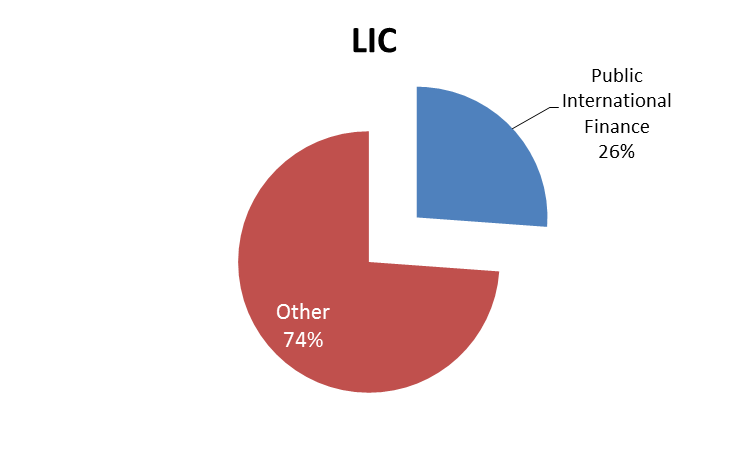 LIC
Public
International
Finance
26%
Other
74%